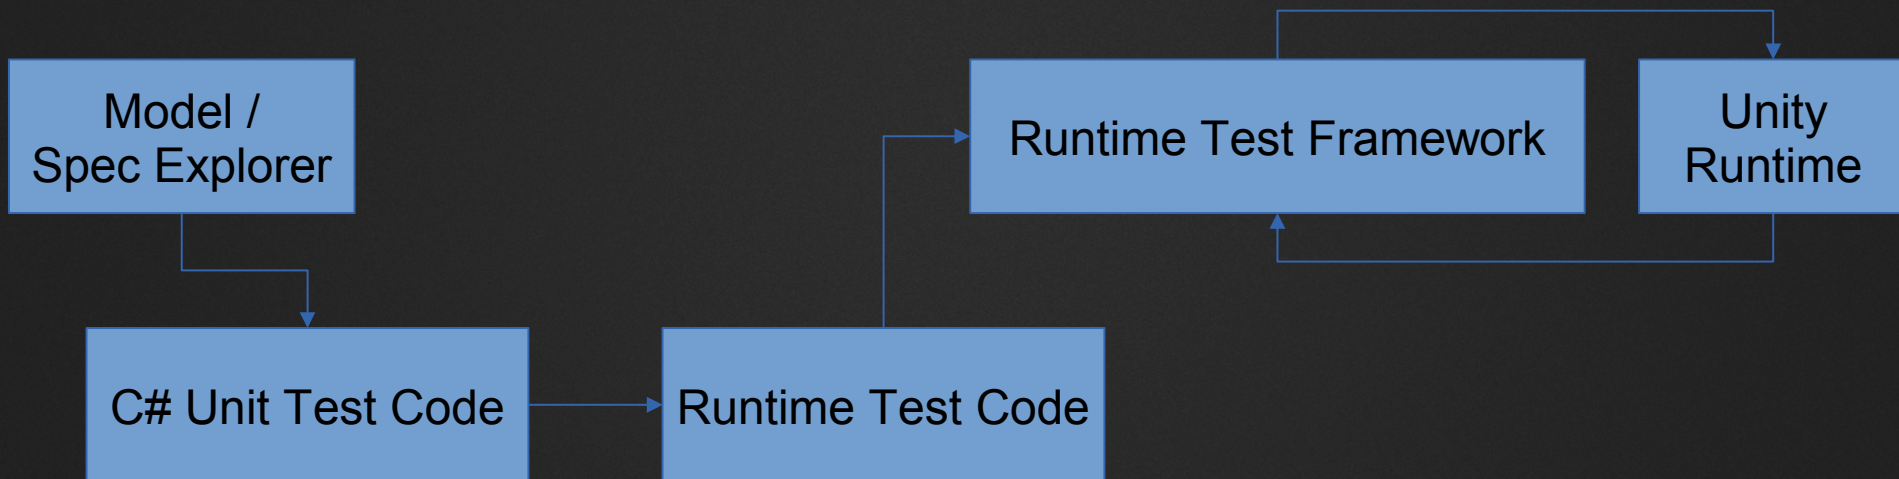 Model /
Spec Explorer
Runtime Test Framework
Unity
Runtime
C# Unit Test Code
Runtime Test Code